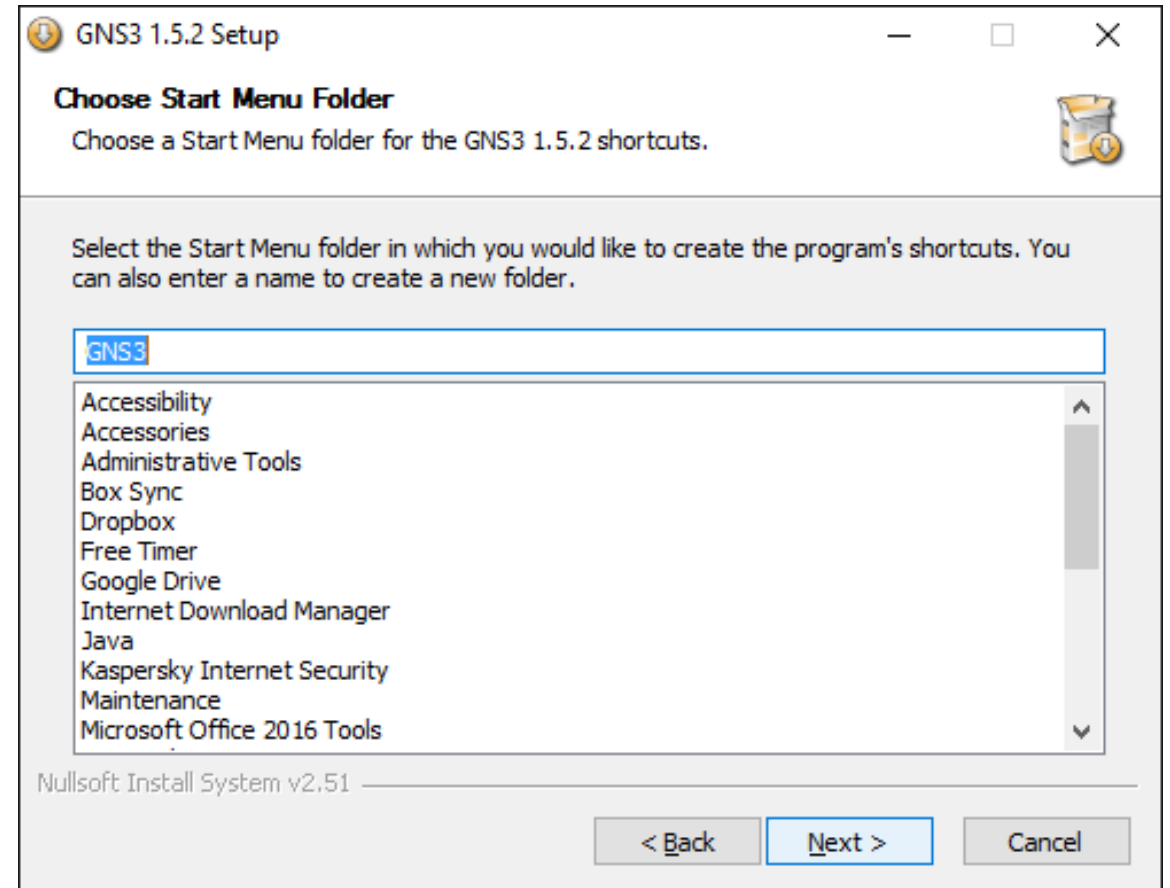 GNS3 1.5.2 Setup
Choose Start Menu Folder
Choose a Start Menu folder for the GNS3 1.5.2 shortcuts.
Select the Start Menu folder in which you would like to create the program's shortcuts. You
can also enter a name to create a new folder.
GNS3
Accessibility
Accessories
Administrative Tools
Box Sync
Dropbox
Free Timer
Google Drive
Internet Download Manager
Java
Kaspersky Internet Security
Maintenance
Microsoft Office 2016 Tools
Nullsoft Install System v2.51
< Back
Next >
Cancel